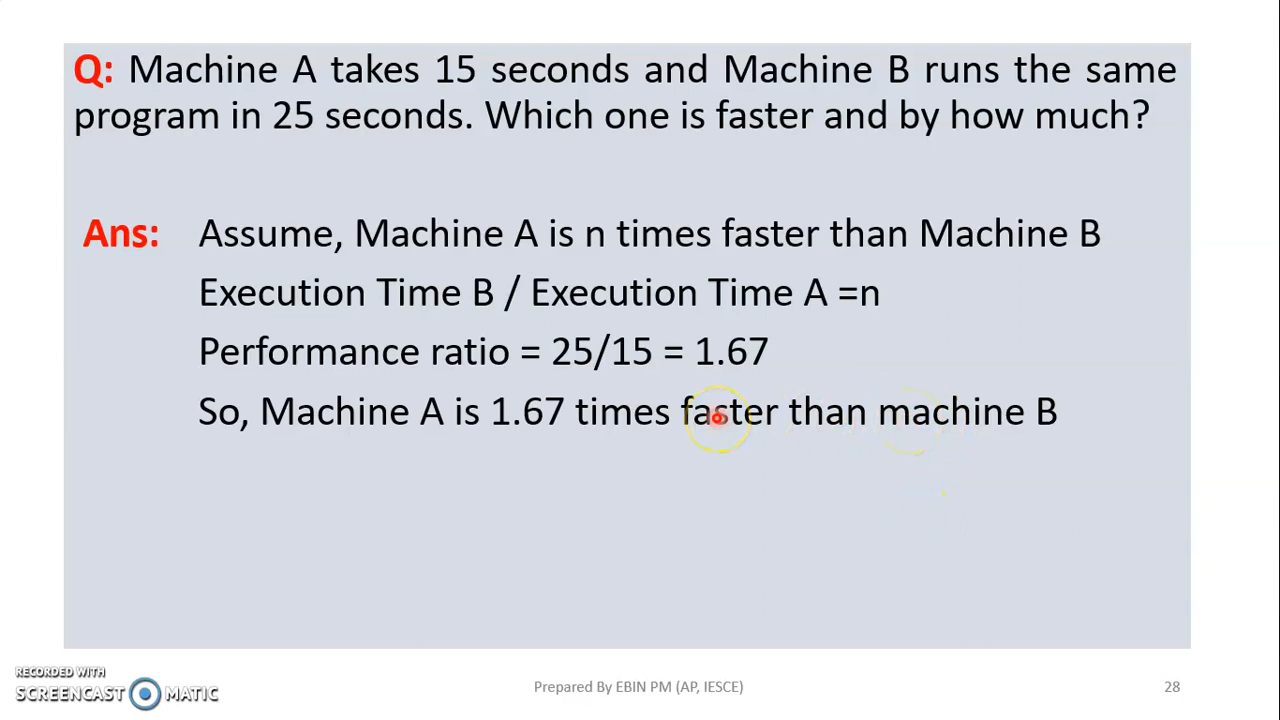 Q: Machine A takes 15 seconds and Machine B runs the same
program in 25 seconds. Which one is faster and by how much?
Ans: Assume, Machine A is n times faster than Machine B
Execution Time B / Execution Time A =n
Performance ratio = 25/15 = 1.67
So, Machine A is 1.67 times faster than machine B
RECORDED WITH
SCREENCAST MATIC
Prepared By EBIN PM (AP, IESCE)
28